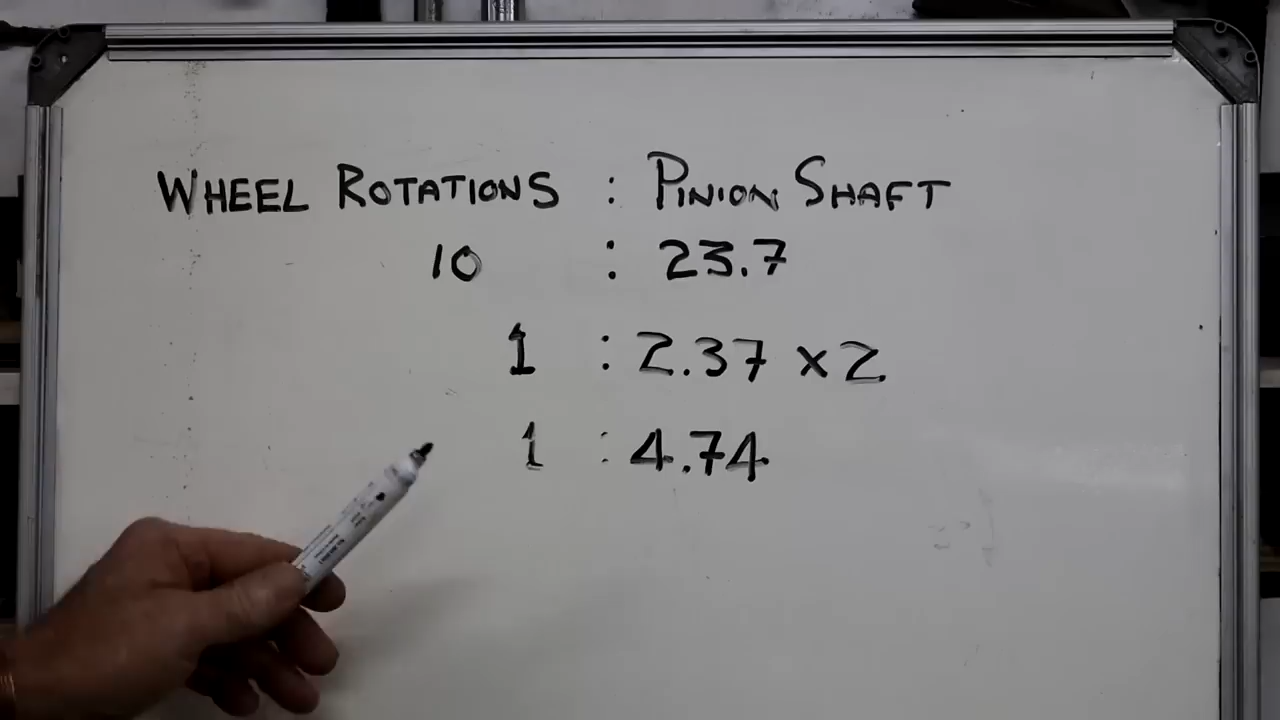 WHEEL ROTATIONS : PINION SHAFT
10 : 23.7
1 : 2.37 x 2
1 : 4.74